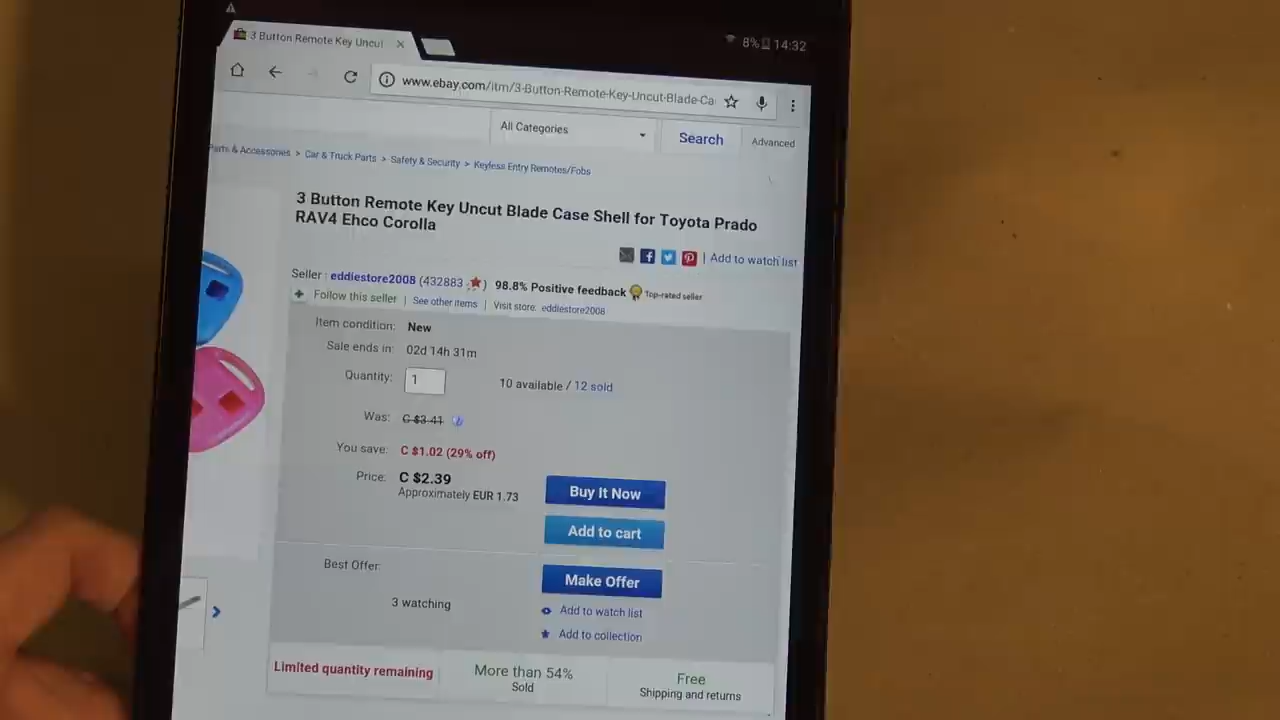 3 Button Remote Key Uncut
8% 14:32
www.ebay.com/itm/3-Button-Remote-Key-Uncut-Blade-Ca
All Categories
Search
Advanced
Parts & Accessories > Car & Truck Parts > Safety & Security > Keyless Entry Remotes/Fobs
3 Button Remote Key Uncut Blade Case Shell for Toyota Prado
RAV4 Ehco Corolla
| Add to watch list
Seller : eddiestore2008 (432883 ) 98.8% Positive feedback Top-rated seller
+ Follow this seller | See other items | Visit store: eddiestore2008
Item condition: New
Sale ends in: 02d 14h 31m
Quantity: 1 10 available / 12 sold
Was: C $3.41
You save: C $1.02 (29% off)
Price: C $2.39
Approximately EUR 1.73
Buy It Now
Add to cart
Best Offer:
Make Offer
3 watching
Add to watch list
Add to collection
Limited quantity remaining
More than 54%
Sold
Free
Shipping and returns